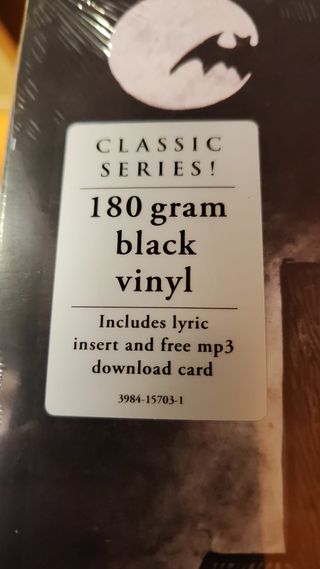 CLASSIC
SERIES!
180 gram
black
vinyl
Includes lyric
insert and free mp3
download card
3984-15703-1